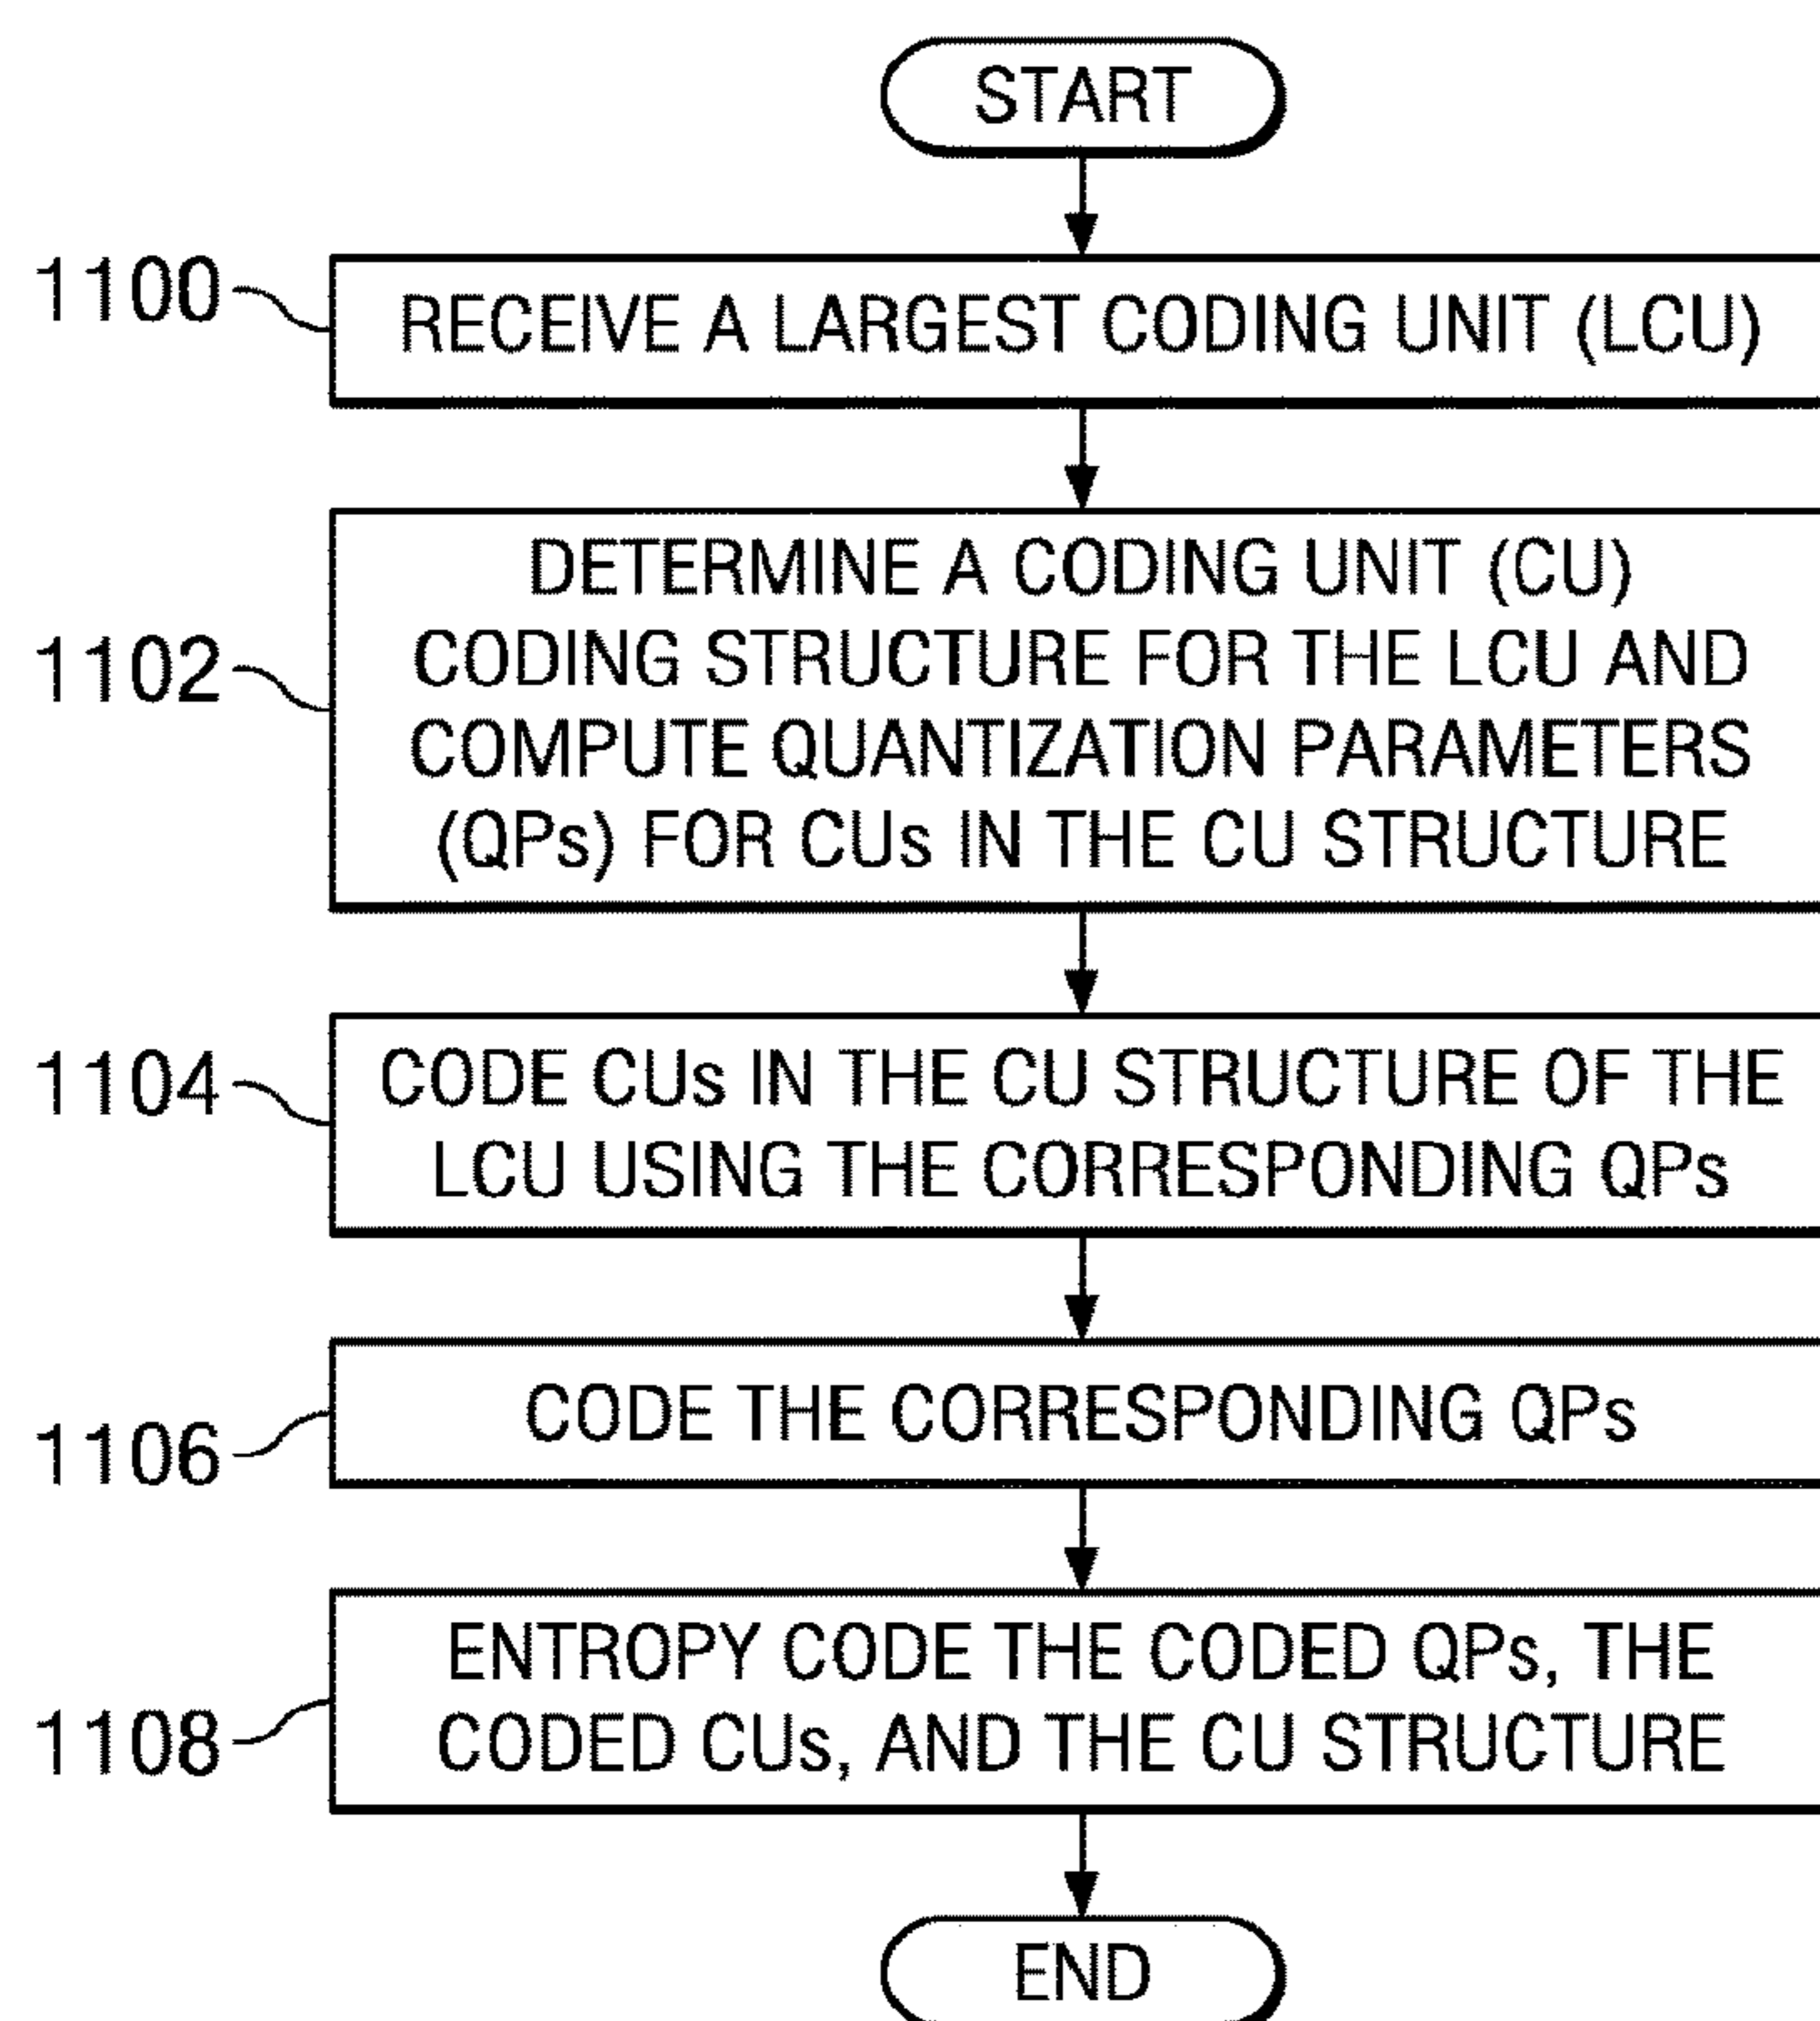 START
1100
RECEIVE A LARGEST CODING UNIT (LCU)
1102
DETERMINE A CODING UNIT (CU)
CODING STRUCTURE FOR THE LCU AND
COMPUTE QUANTIZATION PARAMETERS
(QPs) FOR CUs IN THE CU STRUCTURE
1104
CODE CUs IN THE CU STRUCTURE OF THE
LCU USING THE CORRESPONDING QPs
1106
CODE THE CORRESPONDING QPs
1108
ENTROPY CODE THE CODED QPs, THE
CODED CUs, AND THE CU STRUCTURE
END